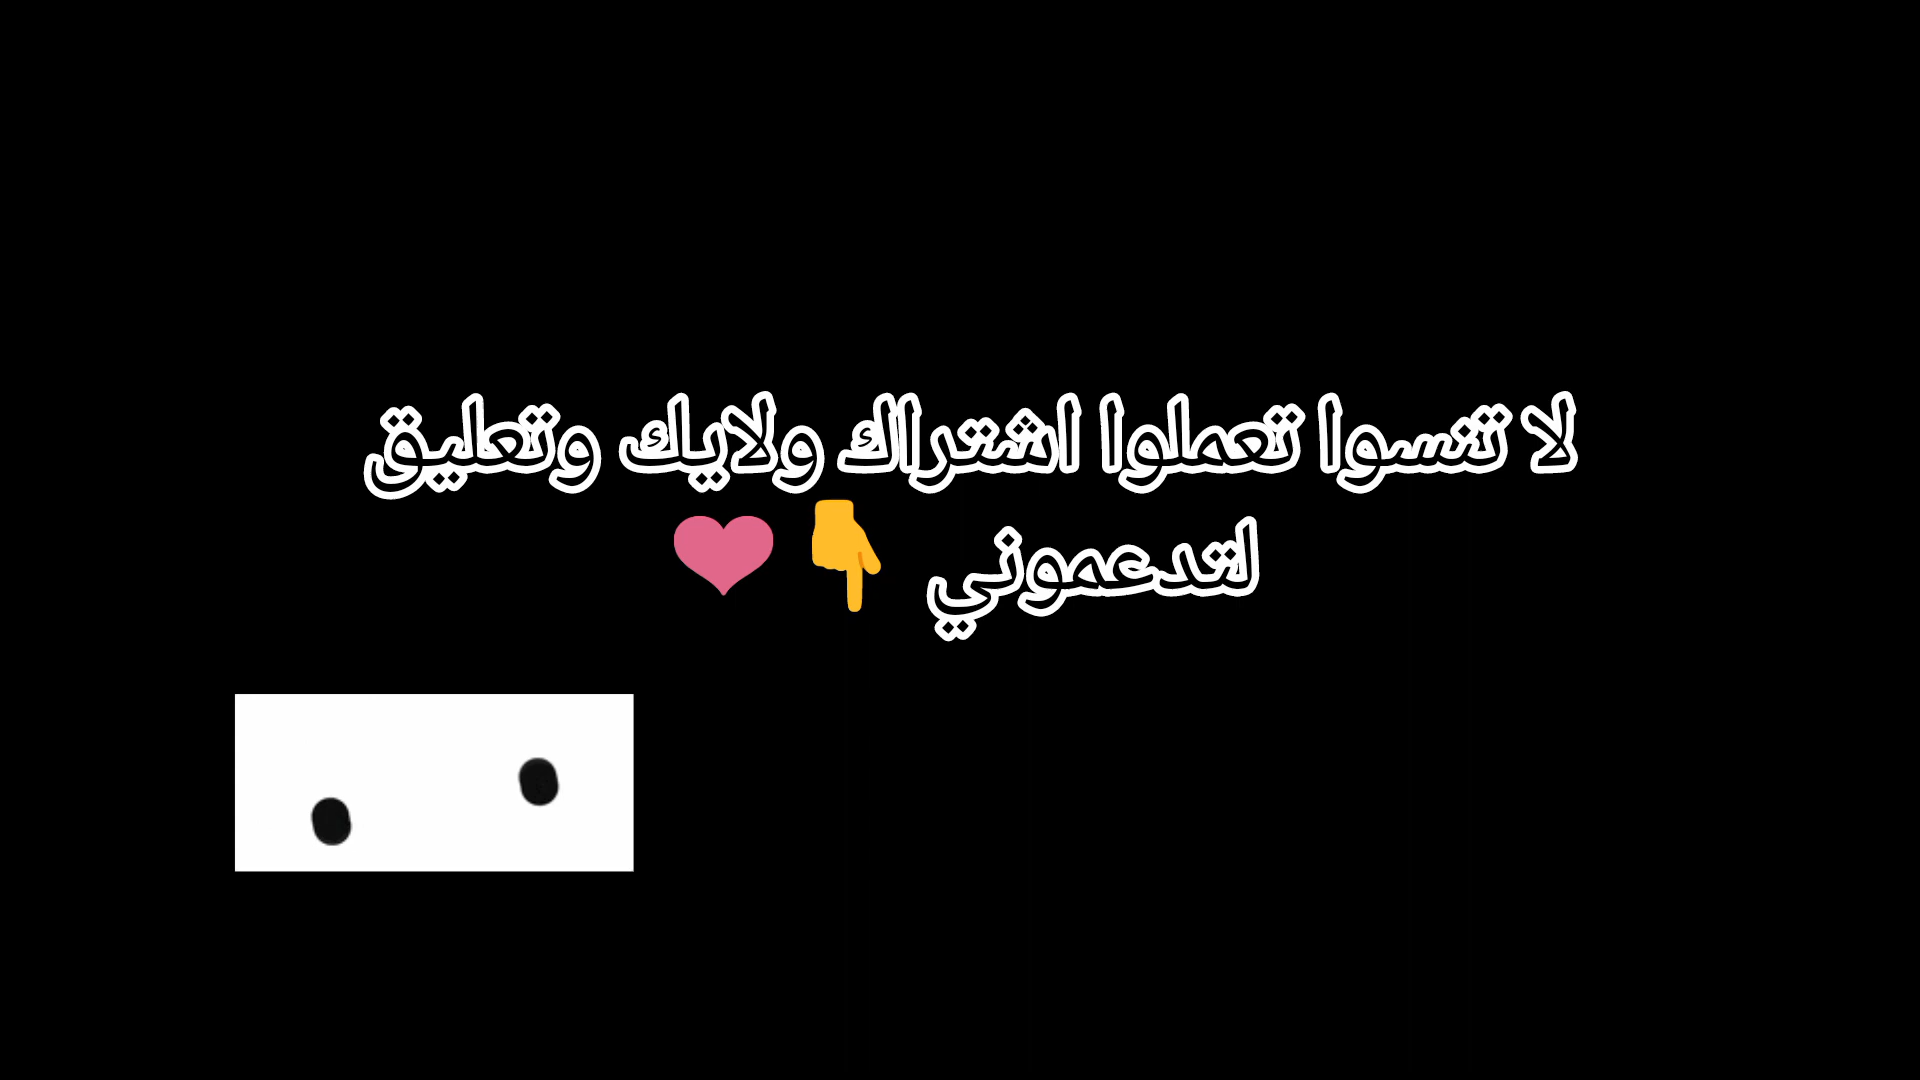 لا تنسوا تعملوا اشتراك ولايك وتعليق
لتدعموني 👇❤